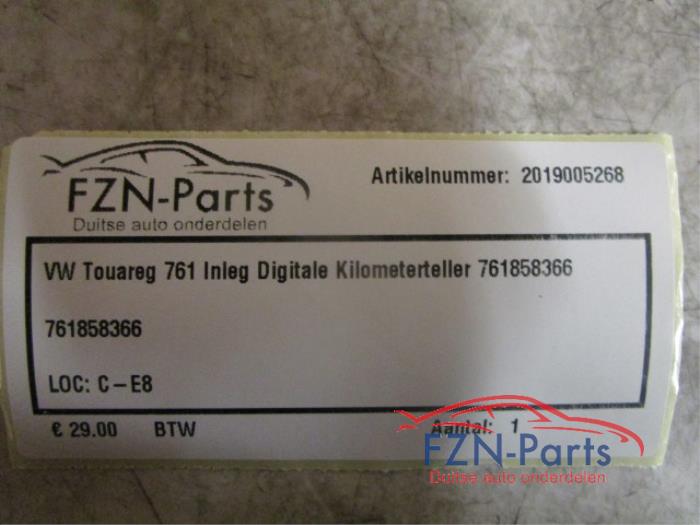 FZN-Parts
Duitse auto onderdelen
Artikelnummer: 2019005268
VW Touareg 761 Inleg Digitale Kilometerteller 761858366
761858366
LOC: C-E8
€ 29.00 BTW Aantal: 1
FZN-Parts
Duitse auto onderdelen